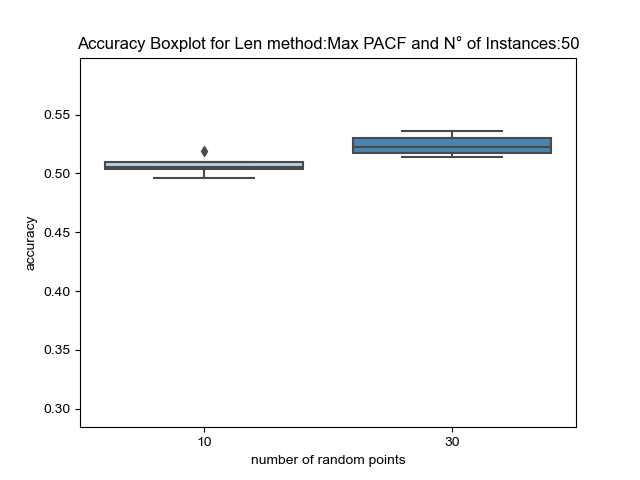 Accuracy Boxplot for Len method:Max PACF and N° of Instances:50
0.55
0.50
0.45
0.40
0.35
0.30
accuracy
10
30
number of random points